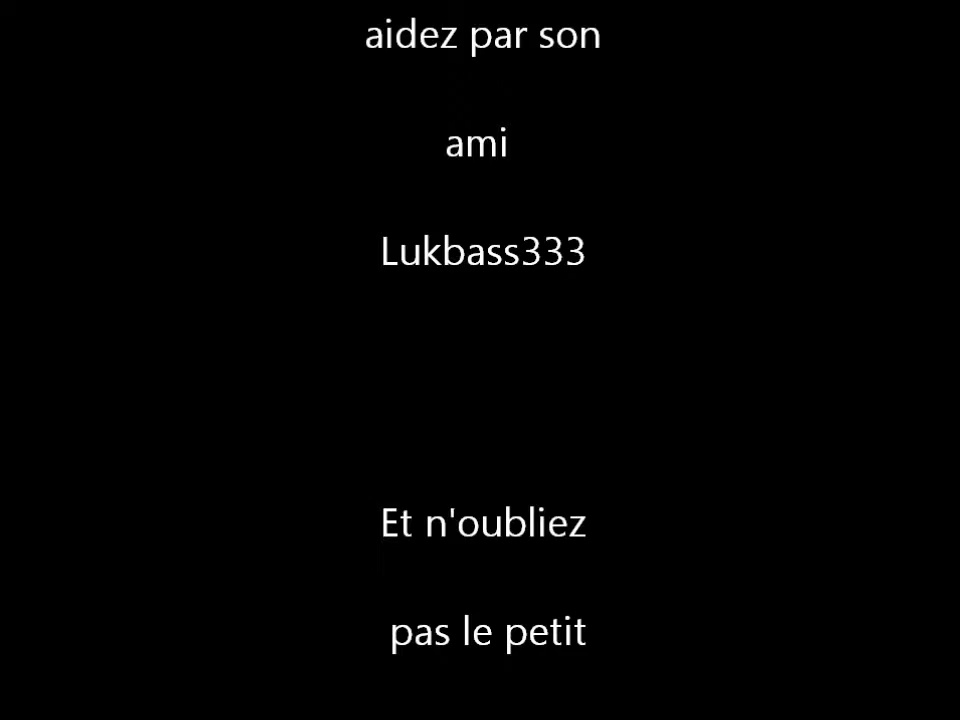 aidez par son
ami
Lukbass333
Et n'oubliez
pas le petit